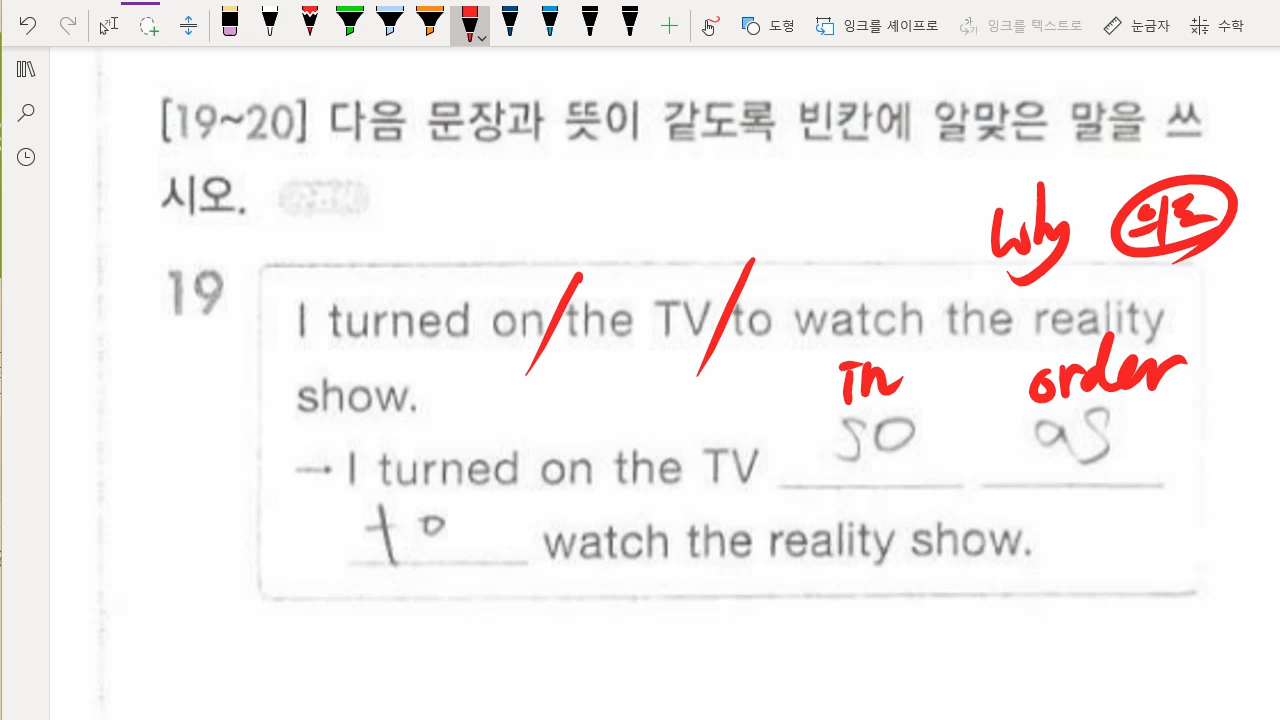 도형 잉크를 셰이프로 잉크를 텍스트로 눈금자 수학
[19~20] 다음 문장과 뜻이 같도록 빈칸에 알맞은 말을 쓰
시오.
why 의도
19
I turned on the TV to watch the reality
show.
in order
so as
→ I turned on the TV
to watch the reality show.